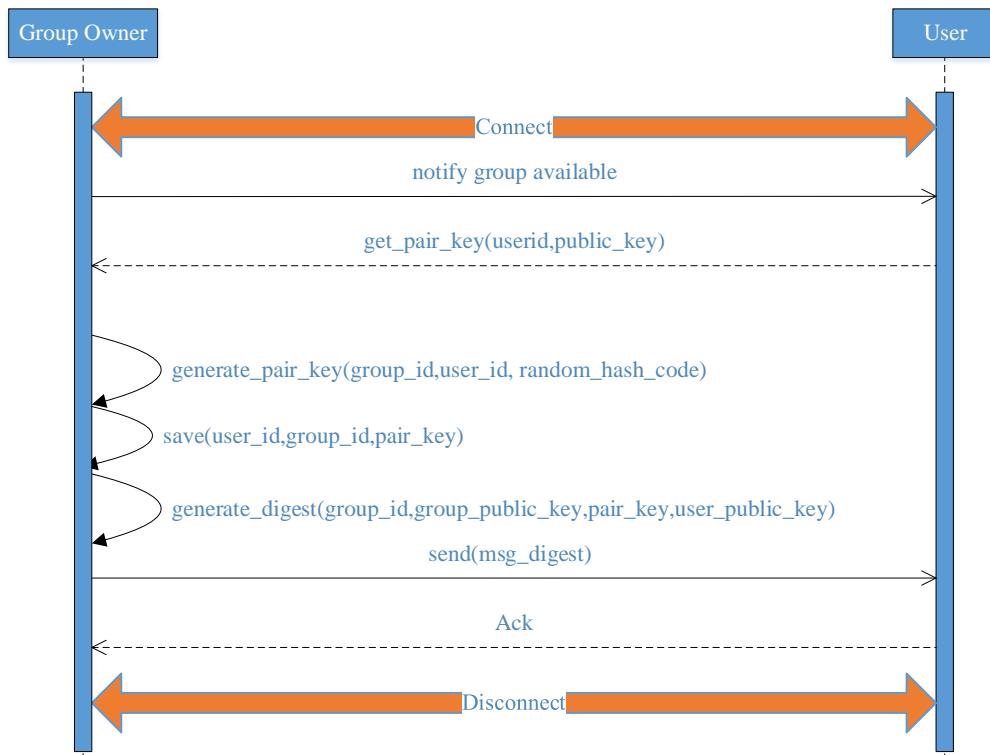 Group Owner
User
Connect
notify group available
get_pair_key(userid,public_key)
generate_pair_key(group_id,user_id, random_hash_code)
save(user_id,group_id,pair_key)
generate_digest(group_id,group_public_key,pair_key,user_public_key)
send(msg_digest)
Ack
Disconnect